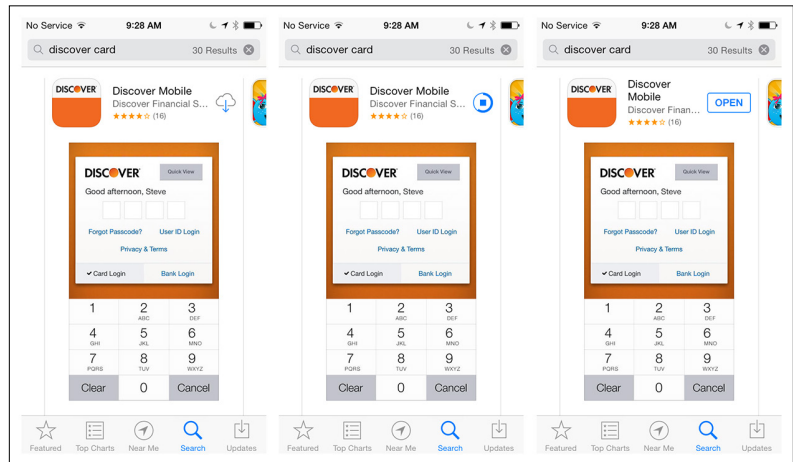 No Service 9:28 AM
discover card 30 Results
DISCOVER
Discover Mobile
Discover Financial S...
(16)
DISCOVER Quick View
Good afternoon, Steve
Forgot Passcode? User ID Login
Privacy & Terms
Card Login Bank Login
1 2 3
ABC DEF
4 5 6
GHI JKL MNO
7 8 9
PQRS TUV WXYZ
Clear 0 Cancel
Featured Top Charts Near Me Search Updates
No Service 9:28 AM
discover card 30 Results
DISCOVER
Discover Mobile
Discover Financial S...
(16)
DISCOVER Quick View
Good afternoon, Steve
Forgot Passcode? User ID Login
Privacy & Terms
Card Login Bank Login
1 2 3
ABC DEF
4 5 6
GHI JKL MNO
7 8 9
PQRS TUV WXYZ
Clear 0 Cancel
Featured Top Charts Near Me Search Updates
No Service 9:28 AM
discover card 30 Results
DISCOVER
Discover
Mobile
Discover Finan...
(16)
OPEN
DISCOVER Quick View
Good afternoon, Steve
Forgot Passcode? User ID Login
Privacy & Terms
Card Login Bank Login
1 2 3
ABC DEF
4 5 6
GHI JKL MNO
7 8 9
PQRS TUV WXYZ
Clear 0 Cancel
Featured Top Charts Near Me Search Updates